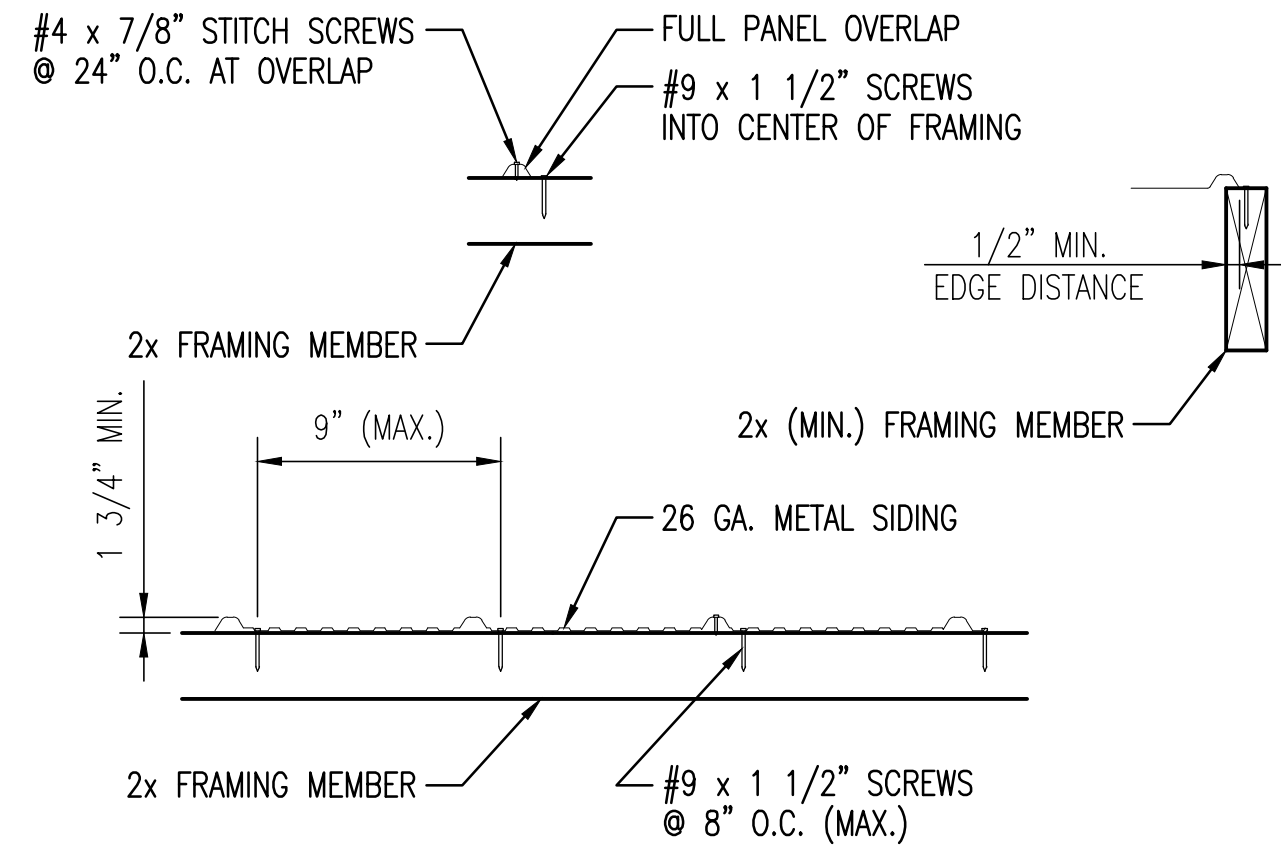 #4 x 7/8” STITCH SCREWS
@ 24” O.C. AT OVERLAP
FULL PANEL OVERLAP
#9 x 1 1/2” SCREWS
INTO CENTER OF FRAMING
2x FRAMING MEMBER
1/2” MIN.
EDGE DISTANCE
2x (MIN.) FRAMING MEMBER
1 3/4” MIN.
9” (MAX.)
26 GA. METAL SIDING
2x FRAMING MEMBER
#9 x 1 1/2” SCREWS
@ 8” O.C. (MAX.)